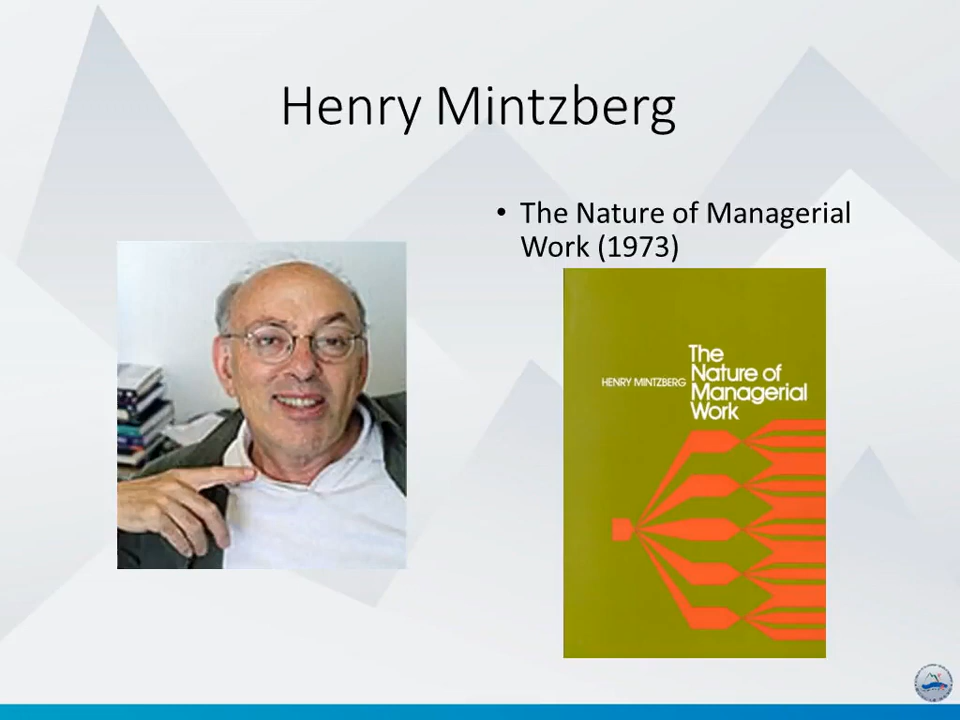 Henry Mintzberg
• The Nature of Managerial
Work (1973)
The
Nature of
HENRY MINTZBERG Managerial
Work